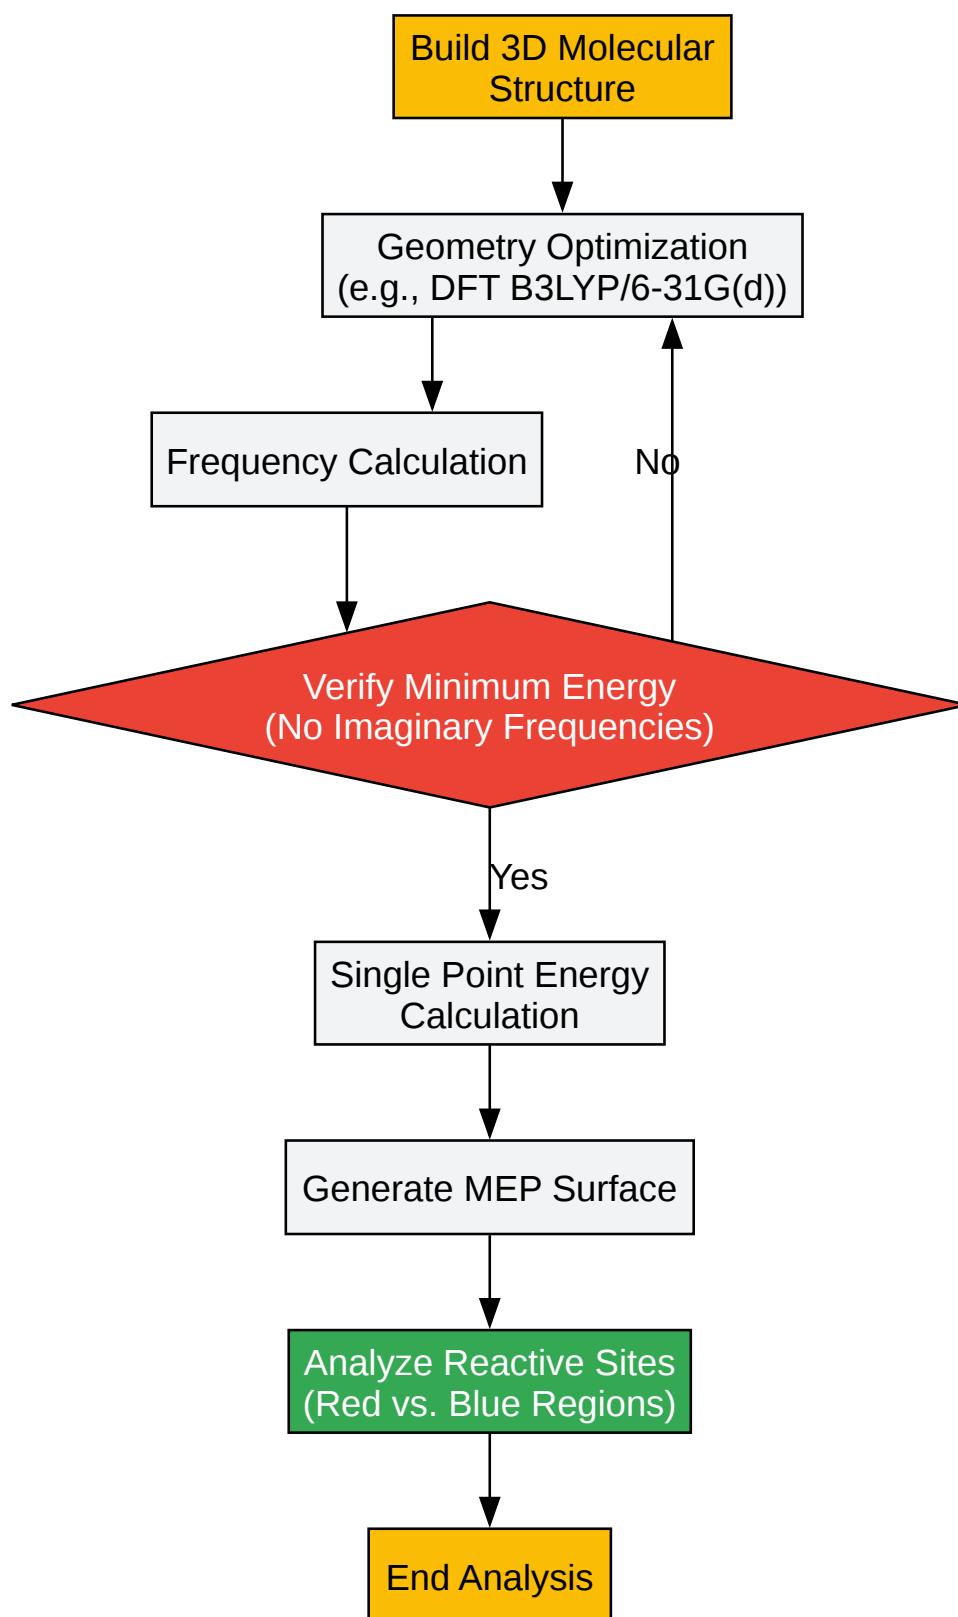 Build 3D Molecular
Structure
Geometry Optimization
(e.g., DFT B3LYP/6-31G(d))
Frequency Calculation
No
Verify Minimum Energy
(No Imaginary Frequencies)
Yes
Single Point Energy
Calculation
Generate MEP Surface
Analyze Reactive Sites
(Red vs. Blue Regions)
End Analysis